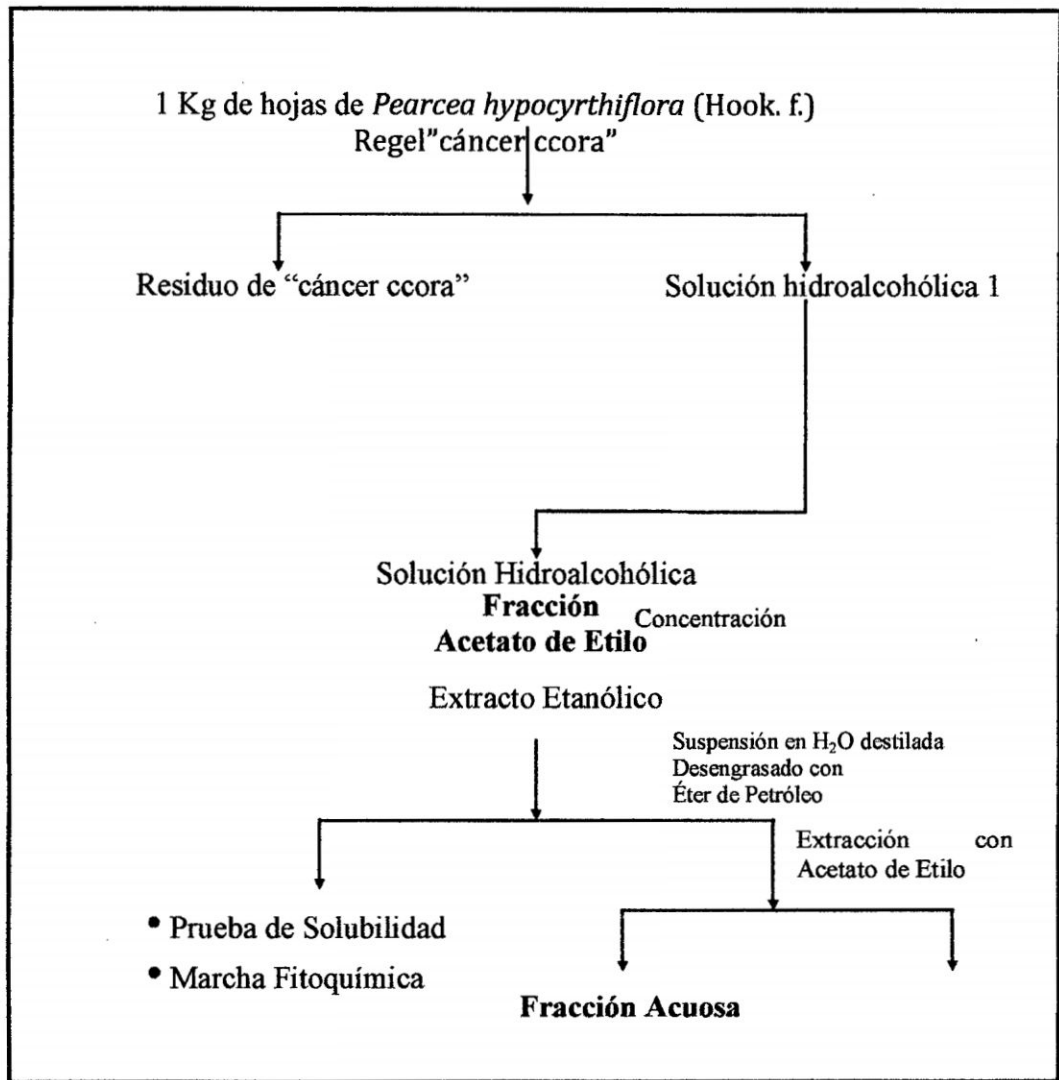 1 Kg de hojas de Pearcea hypocyrthiflora (Hook. f.)
Regel"cáncer ccora"
Residuo de “cáncer ccora”
Solución hidroalcohólica 1
Solución Hidroalcohólica
Fracción
Acetato de Etilo
Concentración
Extracto Etanólico
Suspensión en H₂O destilada
Desengrasado con
Éter de Petróleo
Extracción con
Acetato de Etilo
• Prueba de Solubilidad
• Marcha Fitoquímica
Fracción Acuosa